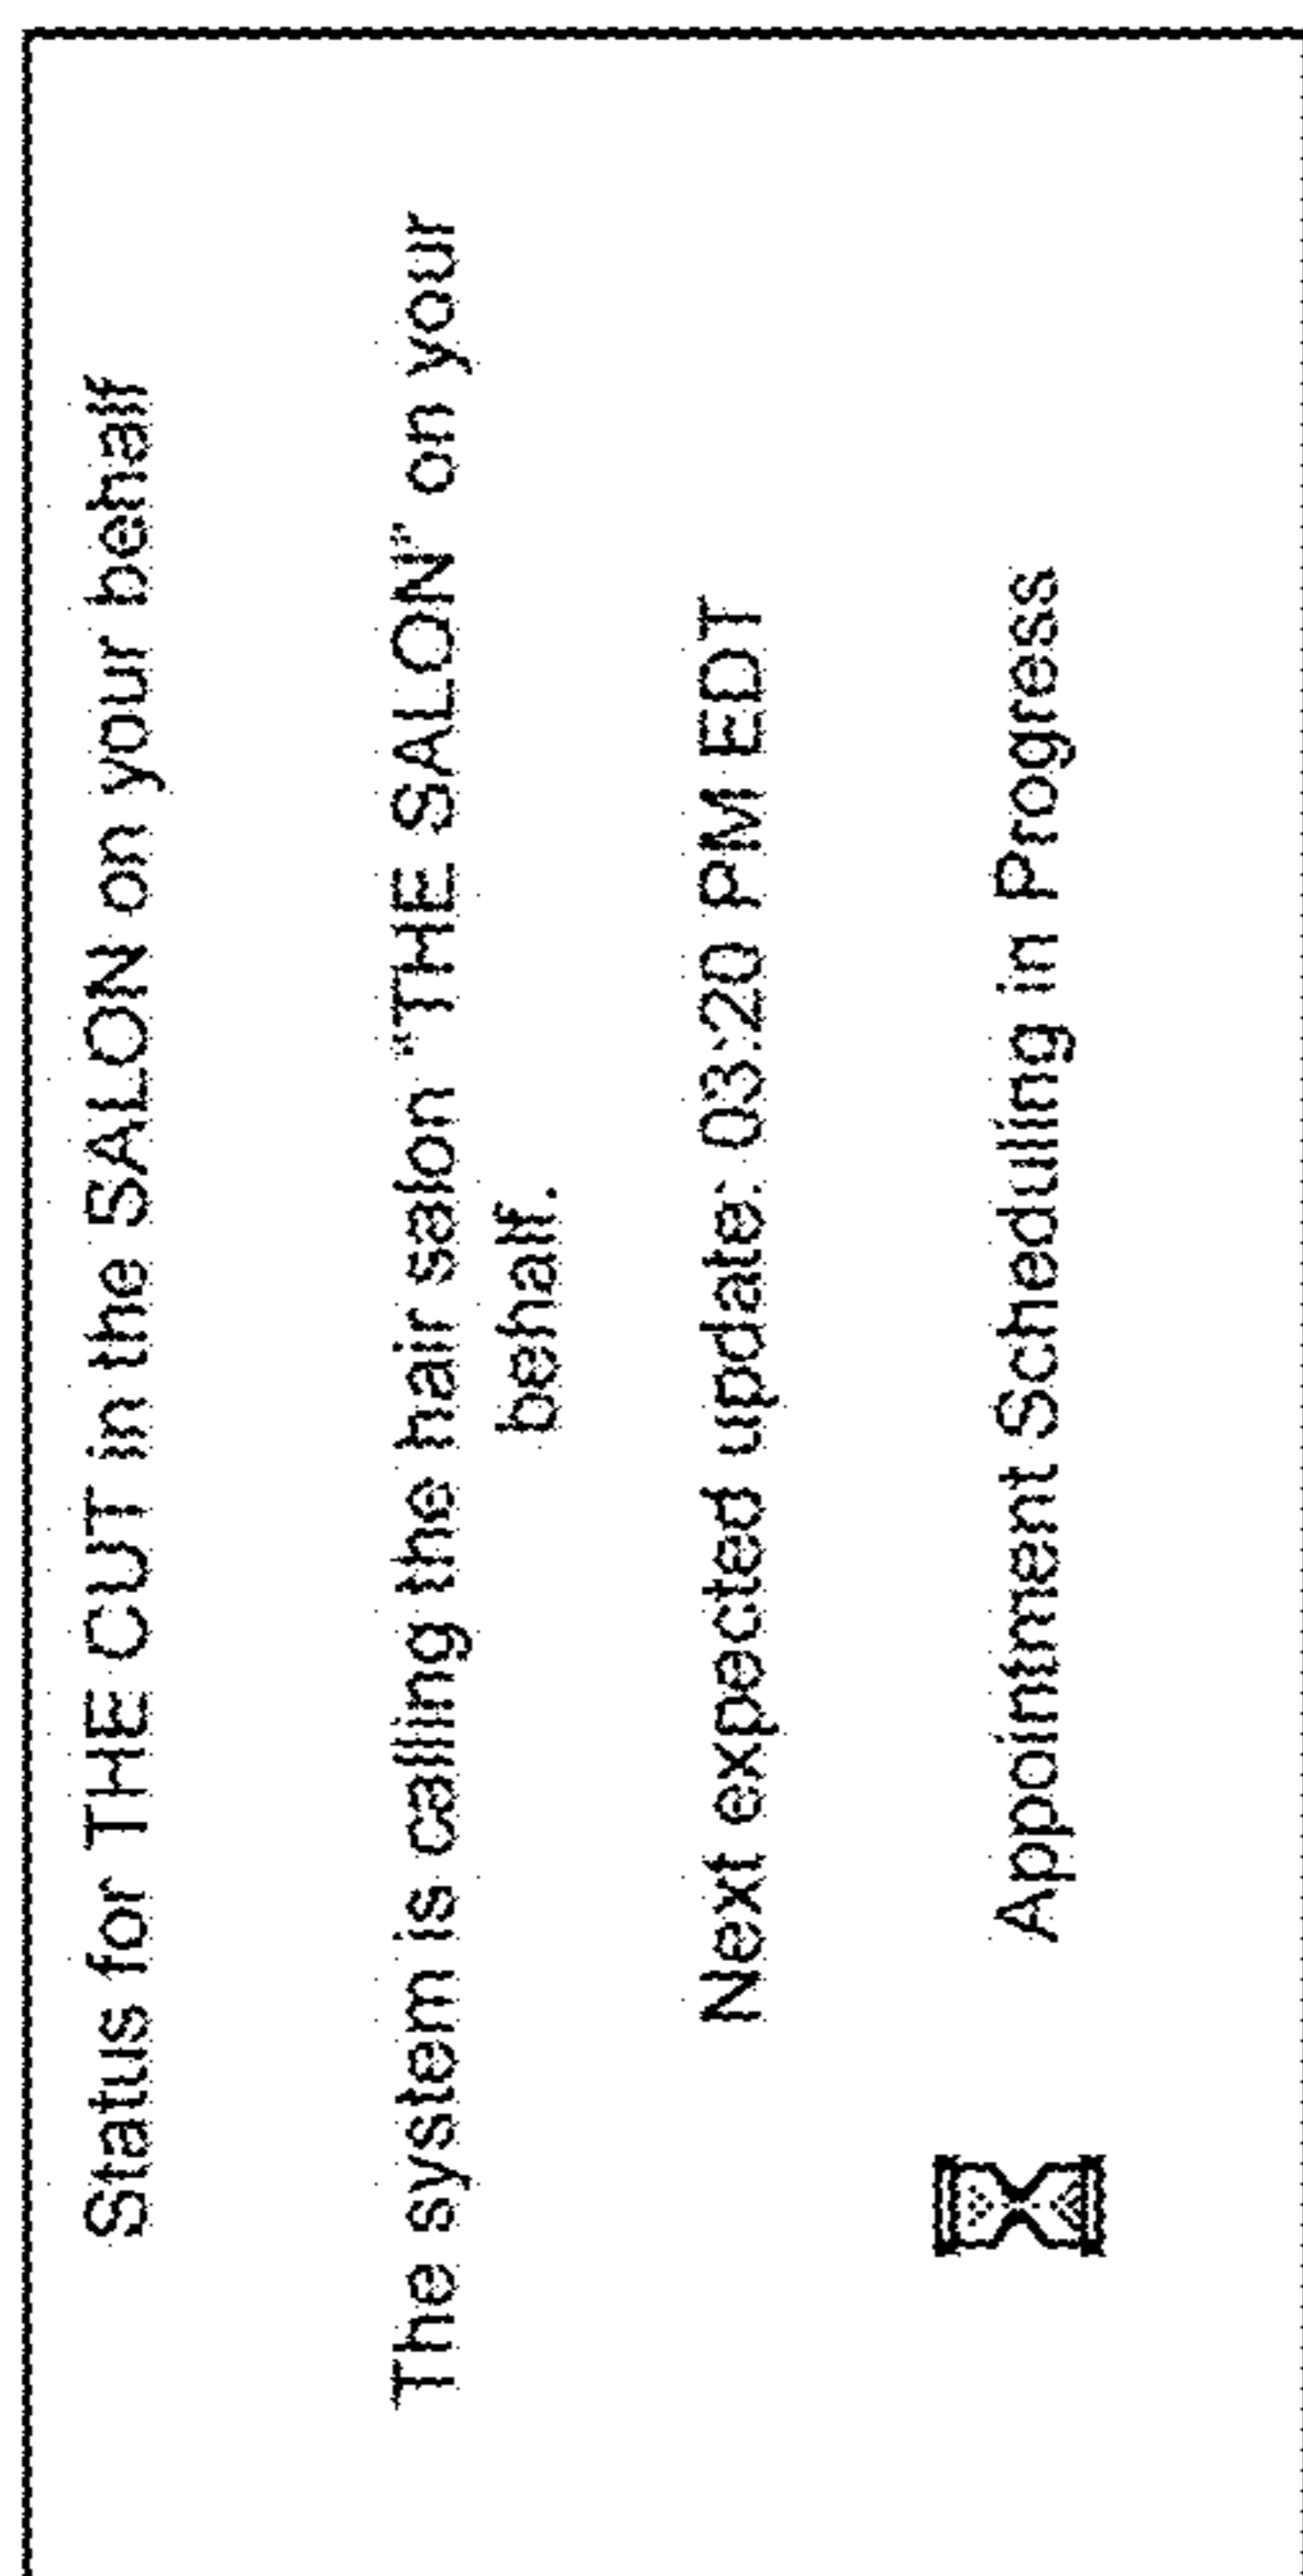 Status for THE CUT in the SALON on your behalf
The system is calling the hair salon "THE SALON" on your
behalf.
Next expected update: 03:20 PM EDT
Appointment Scheduling in Progress